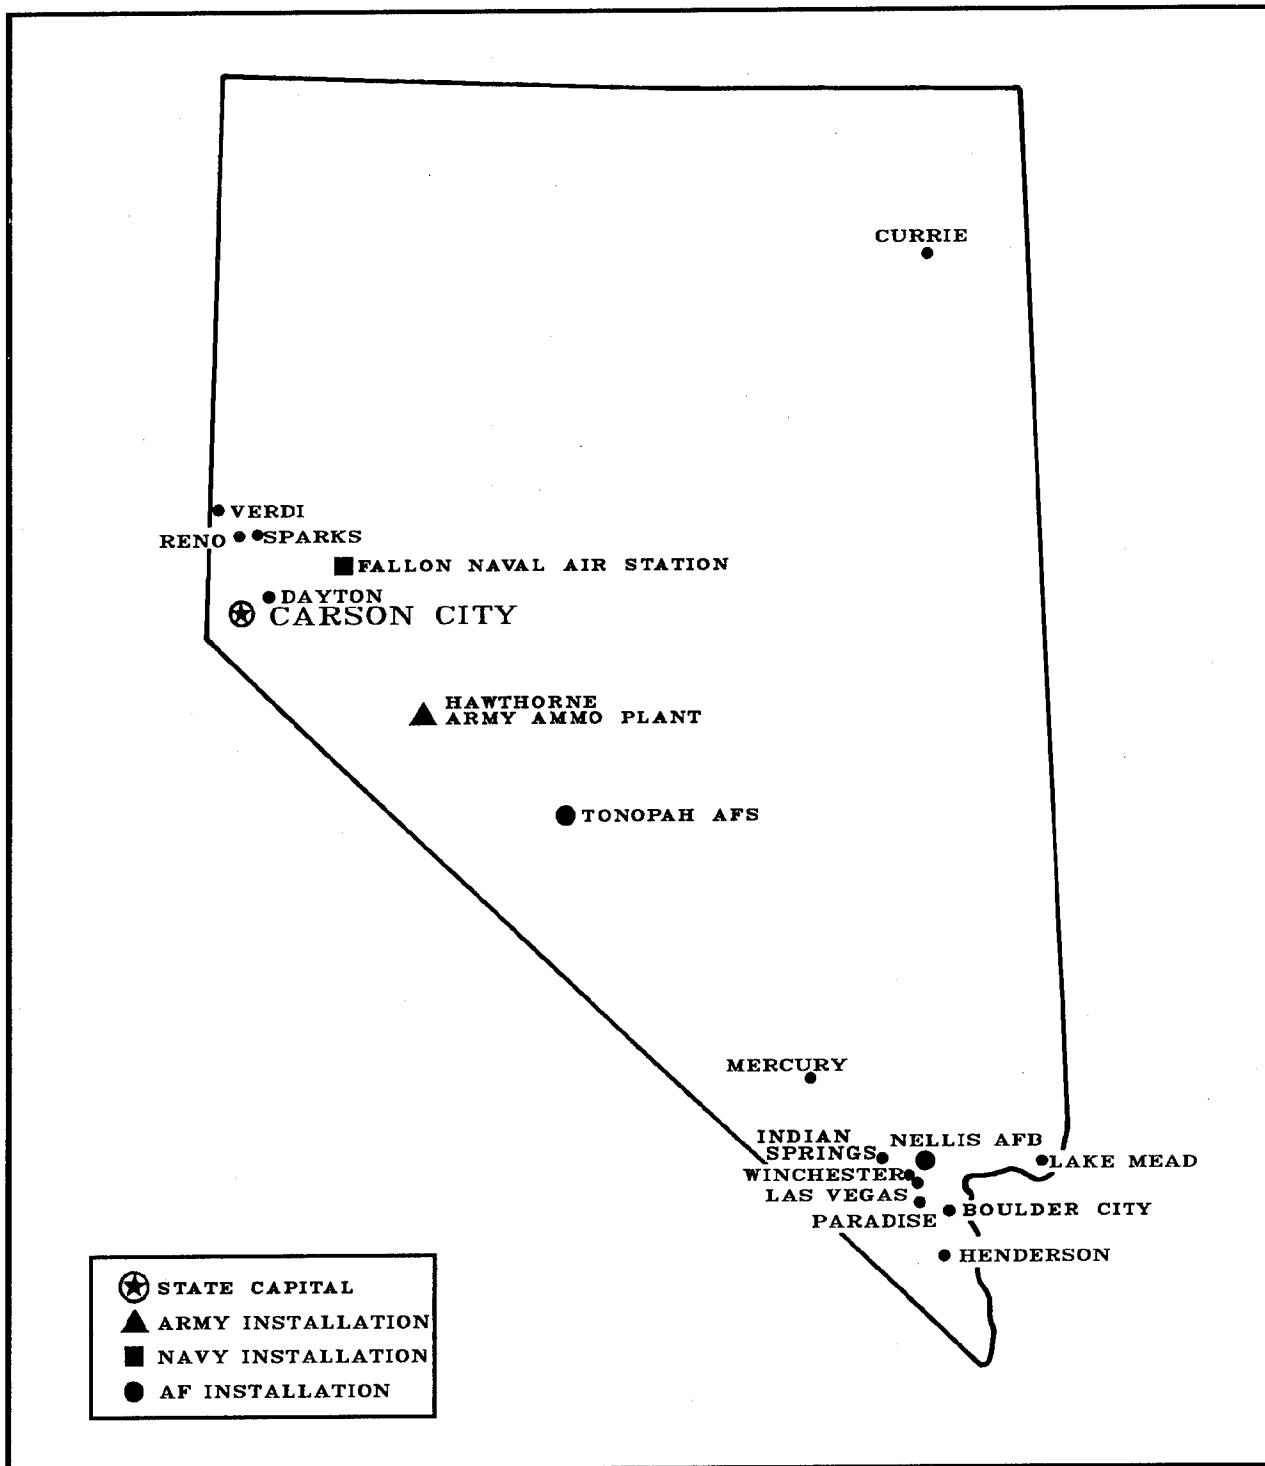 CURRIE
VERDI
RENO
SPARKS
FALLON NAVAL AIR STATION
DAYTON
CARSON CITY
HAWTHORNE
ARMY AMMO PLANT
TONOPAH AFS
MERCURY
INDIAN
SPRINGS
NELLIS AFB
LAKE MEAD
WINCHESTER
LAS VEGAS
BOULDER CITY
PARADISE
HENDERSON
STATE CAPITAL
ARMY INSTALLATION
NAVY INSTALLATION
AF INSTALLATION